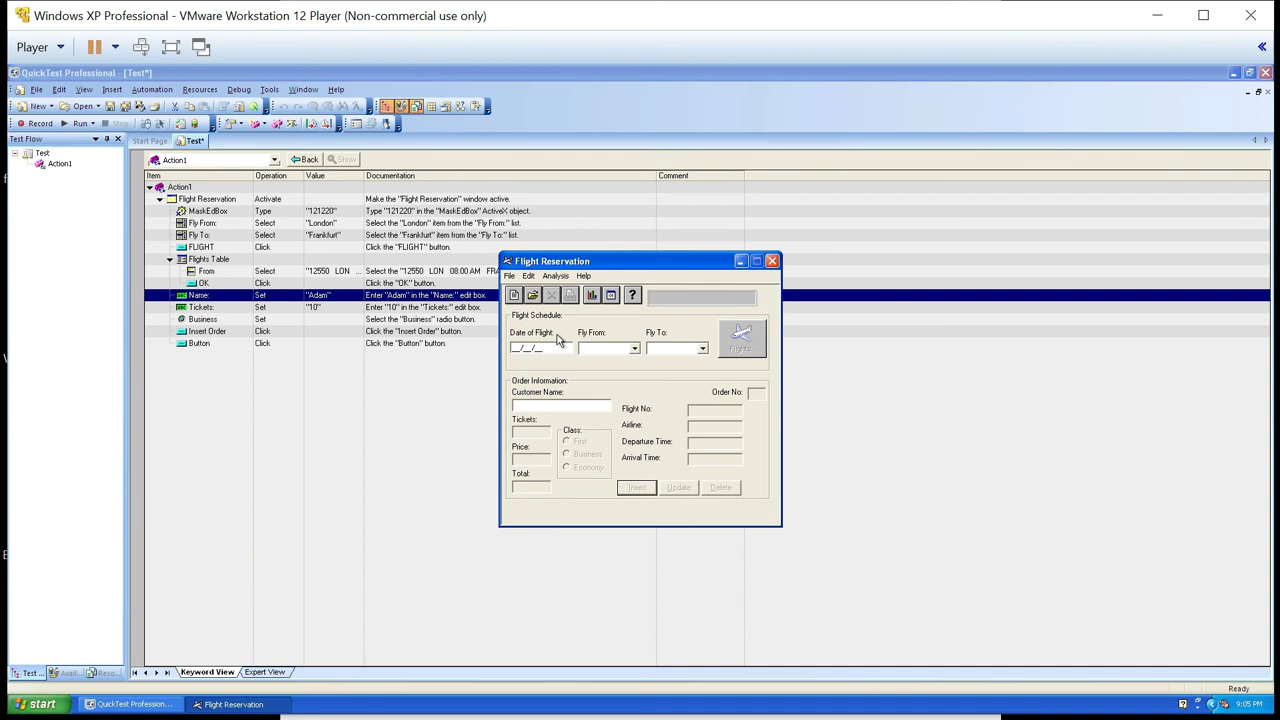 Windows XP Professional - VMware Workstation 12 Player (Non-commercial use only)
Player
QuickTest Professional - [Test*]
File Edit View Insert Automation Resources Debug Tools Window Help
New Open
Record Run Stop
Test Flow
Start Page Test*
Test
Action1
Action1 Back Show
Item Operation Value Documentation Comment
Action1
Flight Reservation Activate Make the "Flight Reservation" window active.
MaskEdBox Type "121220" Type "121220" in the "MaskEdBox" ActiveX object.
Fly From: Select "London" Select the "London" item from the "Fly From:" list.
Fly To: Select "Frankfurt" Select the "Frankfurt" item from the "Fly To:" list.
FLIGHT Click Click the "FLIGHT" button.
Flights Table
From Select "12550 LON ... Select the "12550 LON 08:00 AM FRA
OK Click Click the "OK" button.
Name: Set "Adam" Enter "Adam" in the "Name:" edit box.
Tickets: Set "10" Enter "10" in the "Tickets:" edit box.
Business Set Select the "Business" radio button.
Insert Order Click Click the "Insert Order" button.
Button Click Click the "Button" button.
Flight Reservation
File Edit Analysis Help
Flight Schedule:
Date of Flight: Fly From: Fly To:
__/__/__
Flights...
Order Information:
Customer Name: Order No:
Flight No:
Tickets:
Airline:
Class:
First
Departure Time:
Price:
Business
Arrival Time:
Economy
Total:
Insert Update Delete
Test ... Avail... Reso...
Keyword View Expert View
Ready
start QuickTest Profession... Flight Reservation 9:05 PM